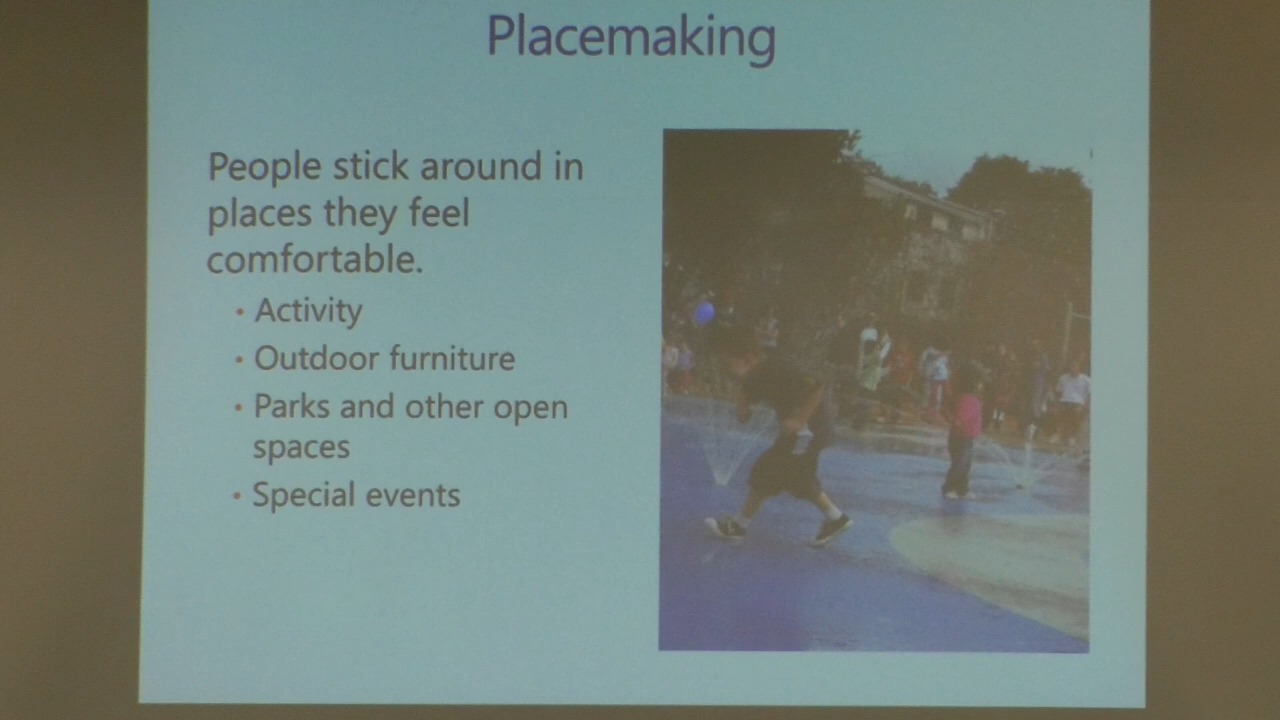 Placemaking
People stick around in
places they feel
comfortable.
• Activity
• Outdoor furniture
• Parks and other open
spaces
• Special events